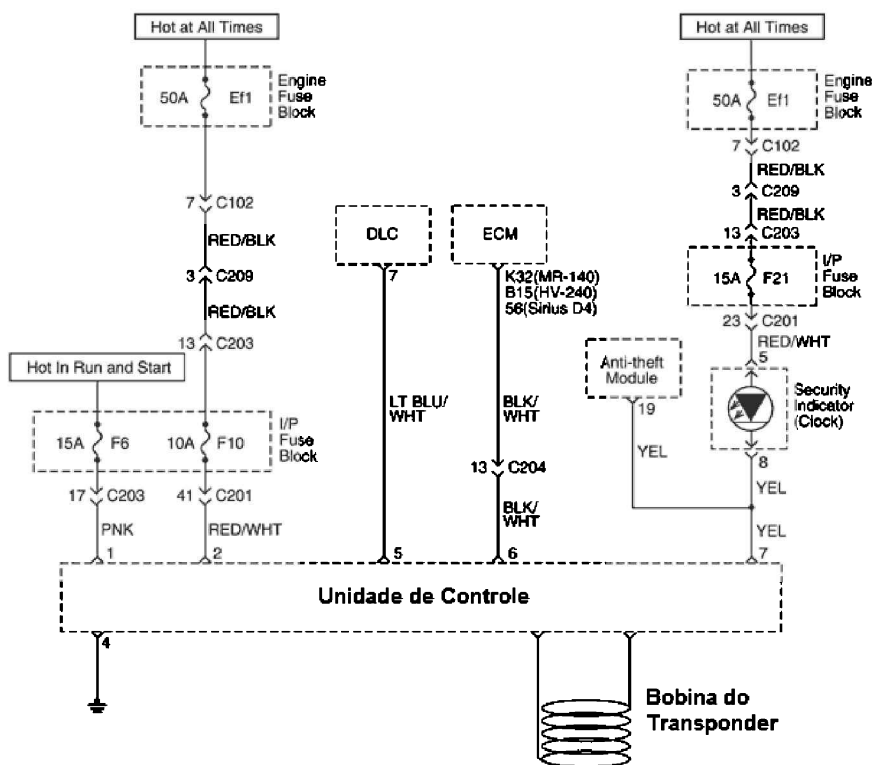 Hot at All Times
50A Ef1
Engine
Fuse
Block
7 C102
RED/BLK
3 C209
RED/BLK
13 C203
Hot In Run and Start
15A F6
10A F10
I/P
Fuse
Block
17 C203
41 C201
PNK
RED/WHT
1
2
DLC
7
LT BLU/
WHT
5
ECM
K32(MR-140)
B15(HV-240)
56(Sirius D4)
BLK/
WHT
13 C204
BLK/
WHT
6
Hot at All Times
50A Ef1
Engine
Fuse
Block
7 C102
RED/BLK
3 C209
RED/BLK
13 C203
15A F21
I/P
Fuse
Block
23 C201
RED/WHT
5
Anti-theft
Module
19
YEL
Security
Indicator
(Clock)
8
YEL
YEL
7
Unidade de Controle
4
Bobina do
Transponder